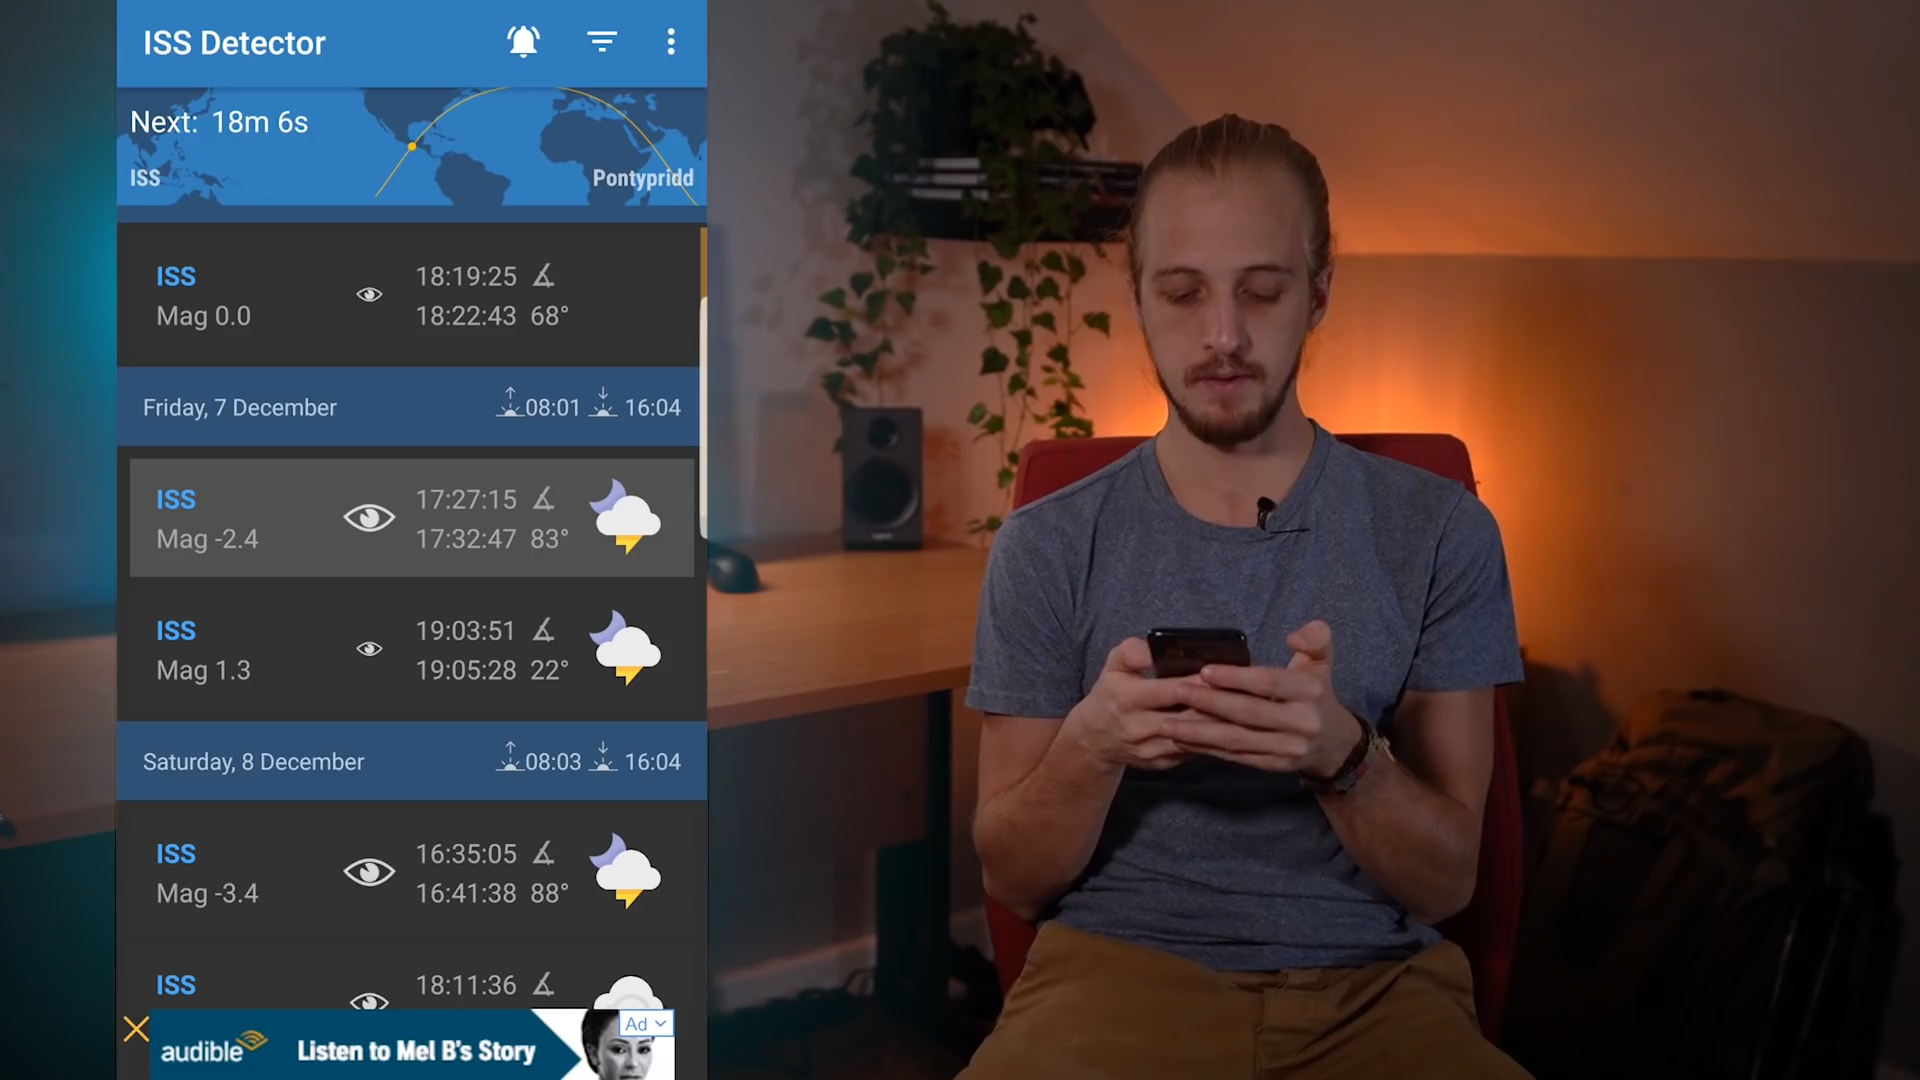 ISS Detector
Next: 18m 6s
ISS
Pontypridd
ISS
18:19:25
Mag 0.0
18:22:43 68°
Friday, 7 December
08:01
16:04
ISS
17:27:15
Mag -2.4
17:32:47 83°
ISS
19:03:51
Mag 1.3
19:05:28 22°
Saturday, 8 December
08:03
16:04
ISS
16:35:05
Mag -3.4
16:41:38 88°
ISS
18:11:36
Ad
audible
Listen to Mel B's Story